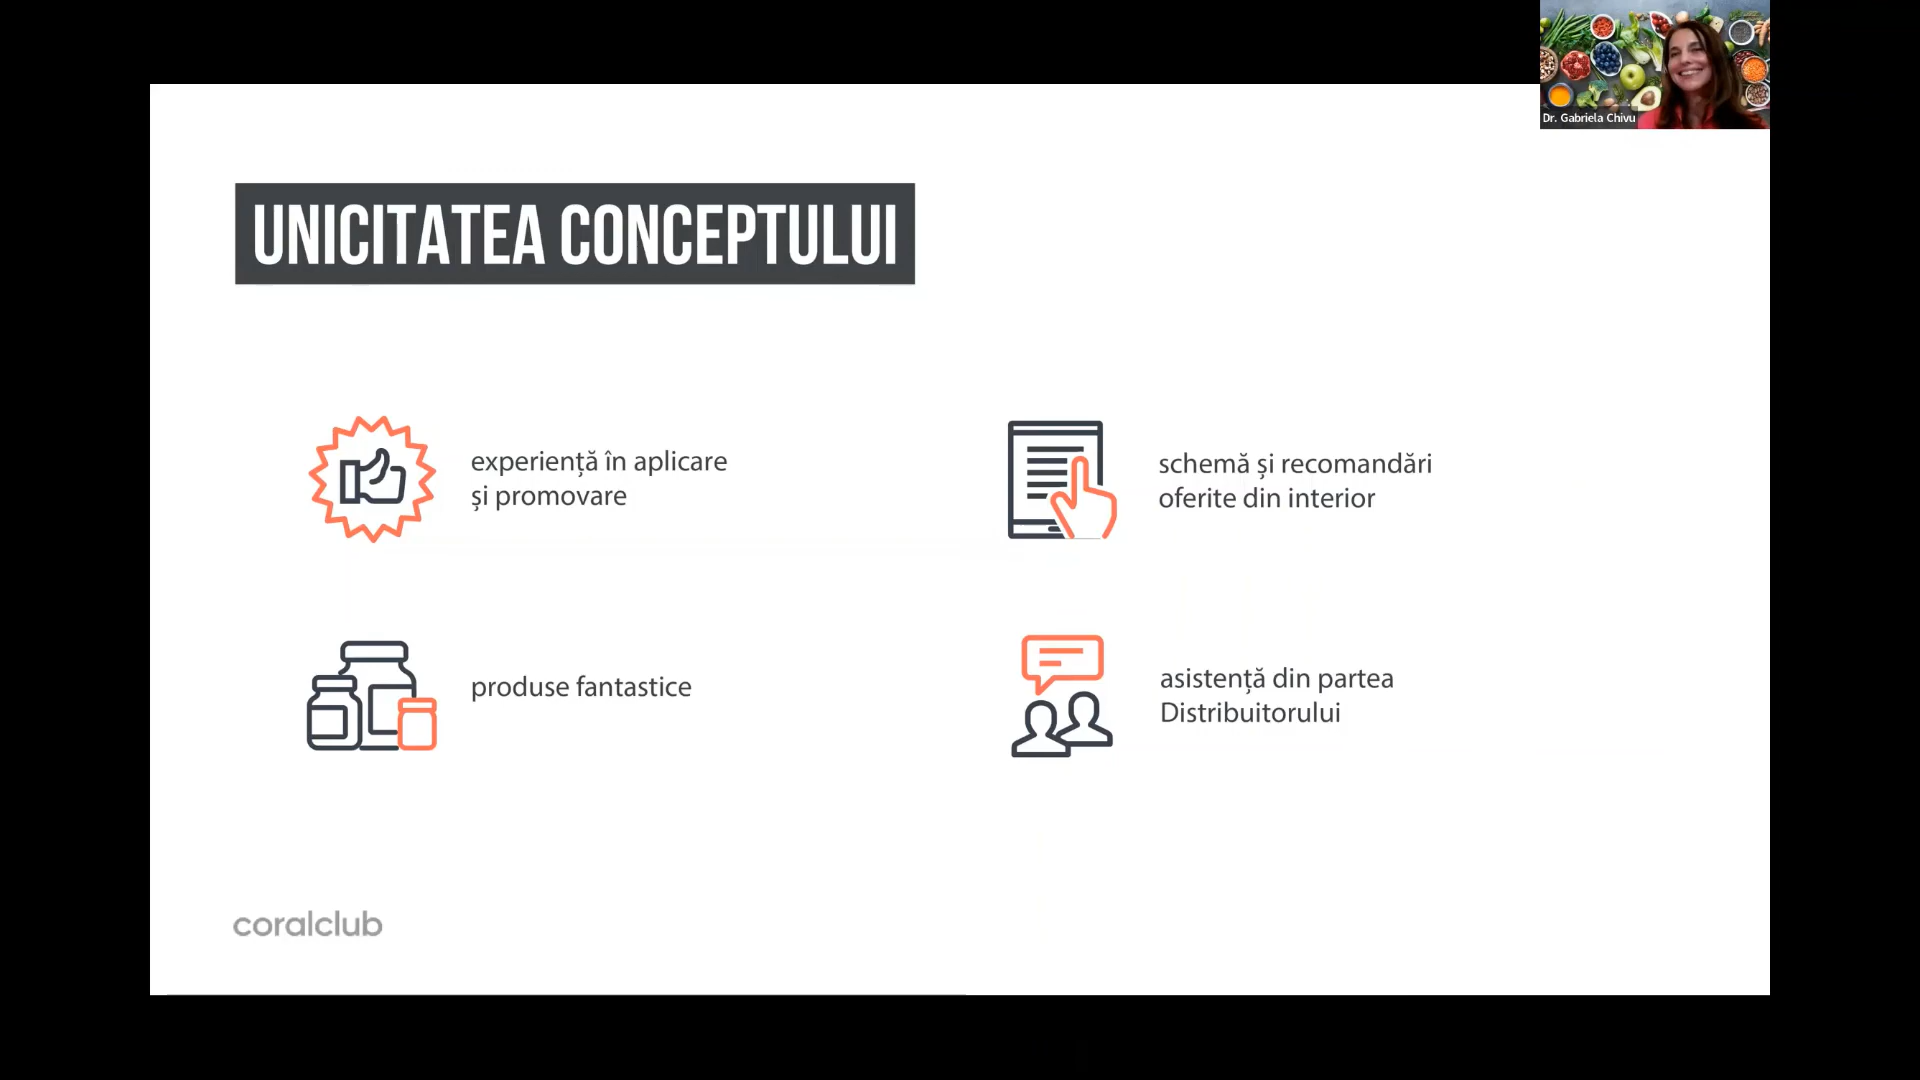 Dr. Gabriela Chivu
UNICITATEA CONCEPTULUI
experiență în aplicare
și promovare
schemă și recomandări
oferite din interior
produse fantastice
asistență din partea
Distribuitorului
coralclub